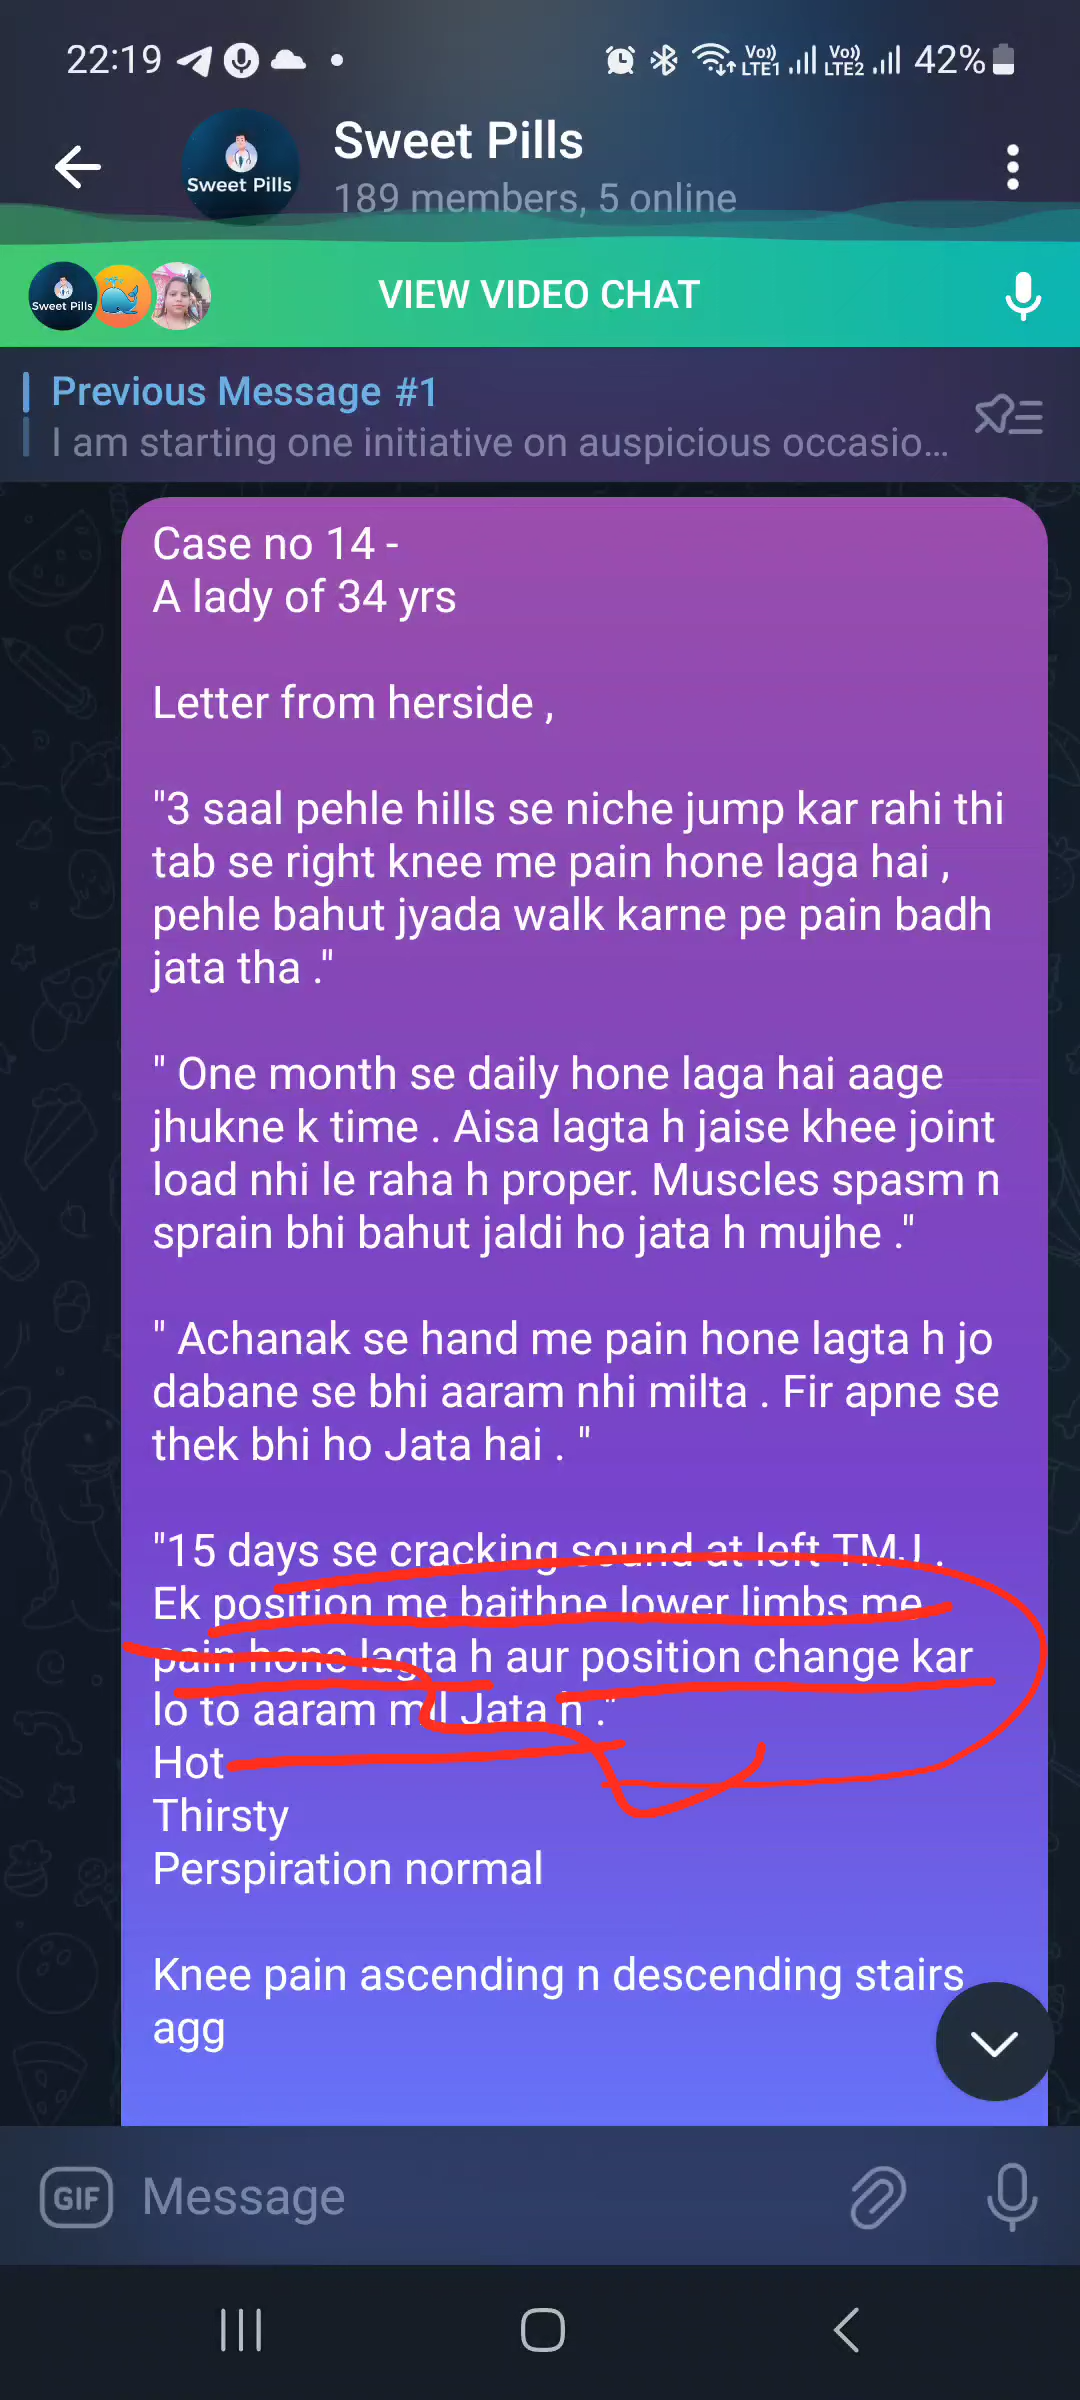 22:19 Vo)) LTE1 Vo)) LTE2 42%
Sweet Pills
Sweet Pills
189 members, 5 online
Sweet Pills
VIEW VIDEO CHAT
Previous Message #1
I am starting one initiative on auspicious occasio...
Case no 14 -
A lady of 34 yrs
Letter from herside ,
"3 saal pehle hills se niche jump kar rahi thi
tab se right knee me pain hone laga hai ,
pehle bahut jyada walk karne pe pain badh
jata tha ."
" One month se daily hone laga hai aage
jhukne k time . Aisa lagta h jaise khee joint
load nhi le raha h proper. Muscles spasm n
sprain bhi bahut jaldi ho jata h mujhe ."
" Achanak se hand me pain hone lagta h jo
dabane se bhi aaram nhi milta . Fir apne se
thek bhi ho Jata hai . "
"15 days se cracking sound at left TMJ .
Ek position me baithne lower limbs me
pain hone lagta h aur position change kar
lo to aaram mil Jata h ."
Hot
Thirsty
Perspiration normal
Knee pain ascending n descending stairs
agg
GIF Message